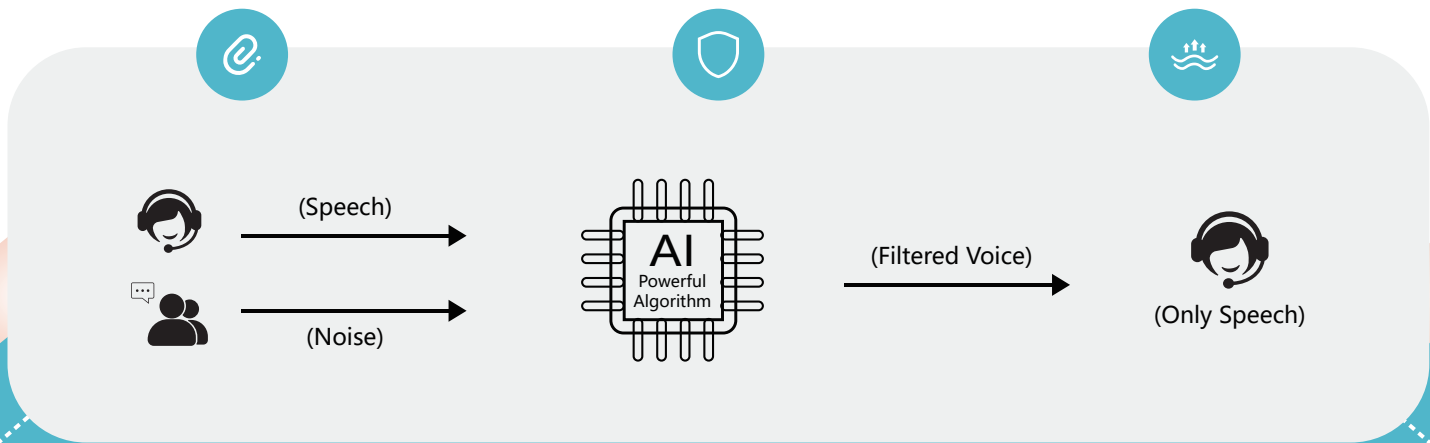 (Speech)
(Noise)
AI
Powerful
Algorithm
(Filtered Voice)
(Only Speech)